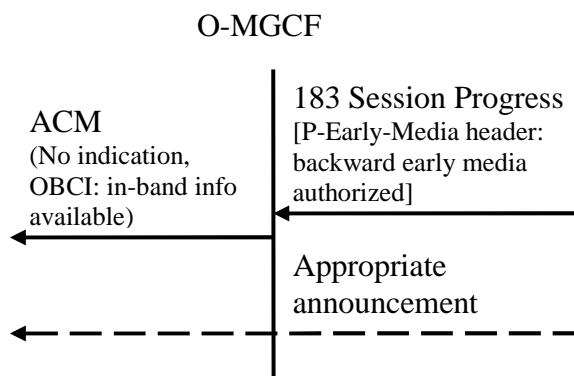 O-MGCF
ACM
(No indication,
OBCI: in-band info
available)
183 Session Progress
[P-Early-Media header:
backward early media
authorized]
Appropriate
announcement